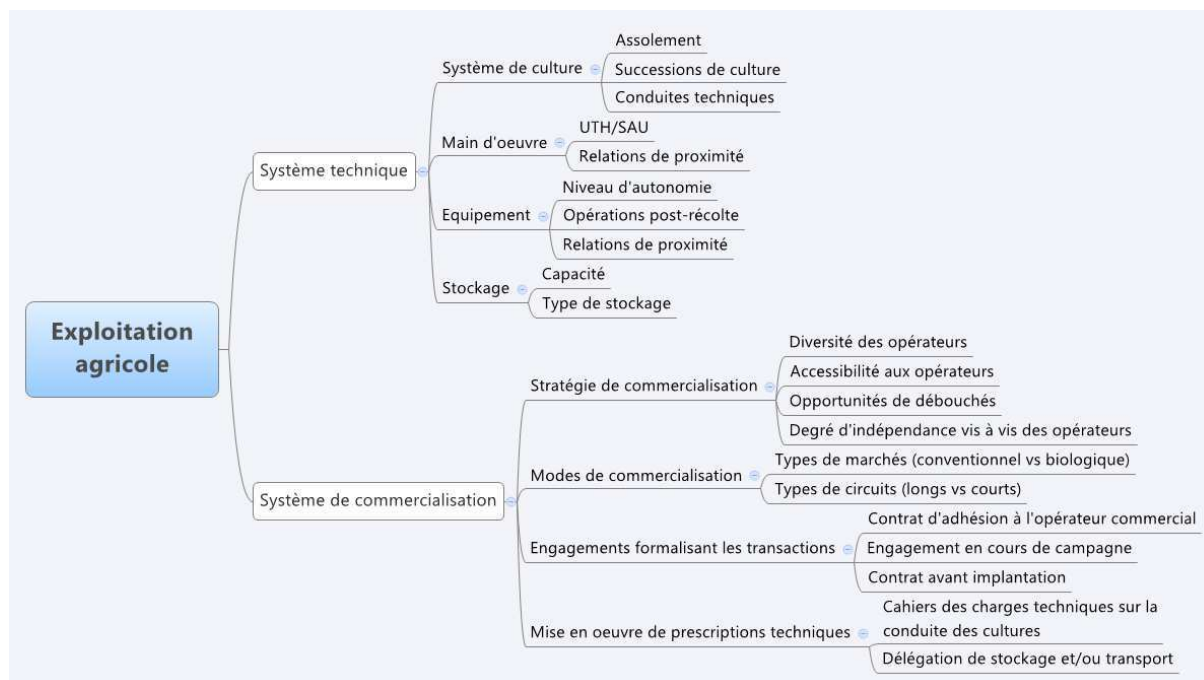 Exploitation
agricole
Système technique
Système de culture
Assolement
Successions de culture
Conduites techniques
Main d'oeuvre
UTH/SAU
Relations de proximité
Equipement
Niveau d'autonomie
Opérations post-récolte
Relations de proximité
Stockage
Capacité
Type de stockage
Système de commercialisation
Stratégie de commercialisation
Diversité des opérateurs
Accessibilité aux opérateurs
Opportunités de débouchés
Degré d'indépendance vis à vis des opérateurs
Modes de commercialisation
Types de marchés (conventionnel vs biologique)
Types de circuits (longs vs courts)
Engagements formalisant les transactions
Contrat d'adhésion à l'opérateur commercial
Engagement en cours de campagne
Contrat avant implantation
Mise en oeuvre de prescriptions techniques
Cahiers des charges techniques sur la
conduite des cultures
Délégation de stockage et/ou transport